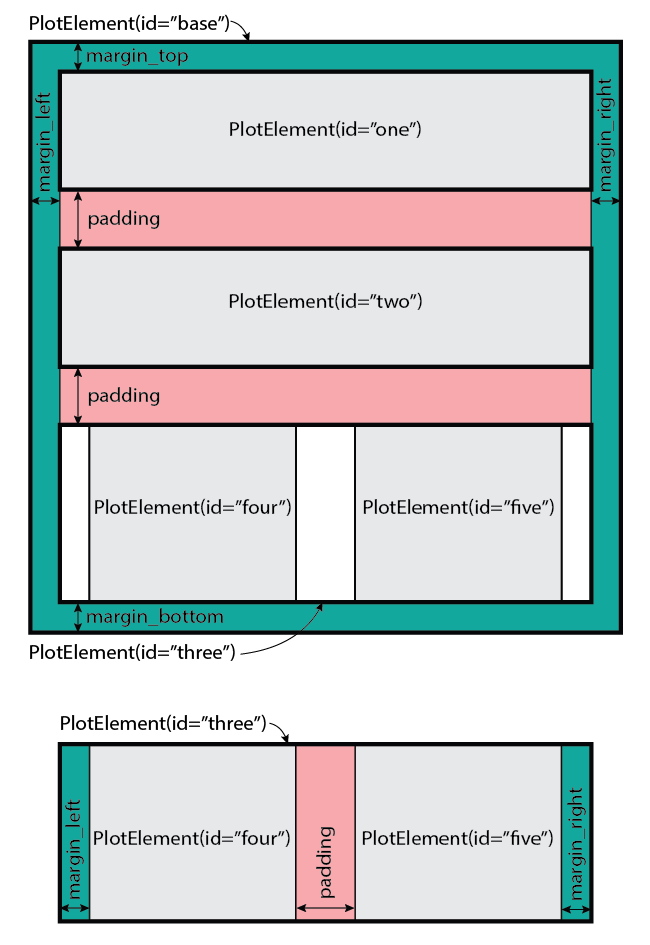 PlotElement(id=”base”)
margin_top
margin_left
margin_right
PlotElement(id=”one”)
padding
PlotElement(id=”two”)
padding
PlotElement(id=”four”)
PlotElement(id=”five”)
margin_bottom
PlotElement(id=”three”)
PlotElement(id=”three”)
margin_left
PlotElement(id=”four”)
padding
PlotElement(id=”five”)
margin_right